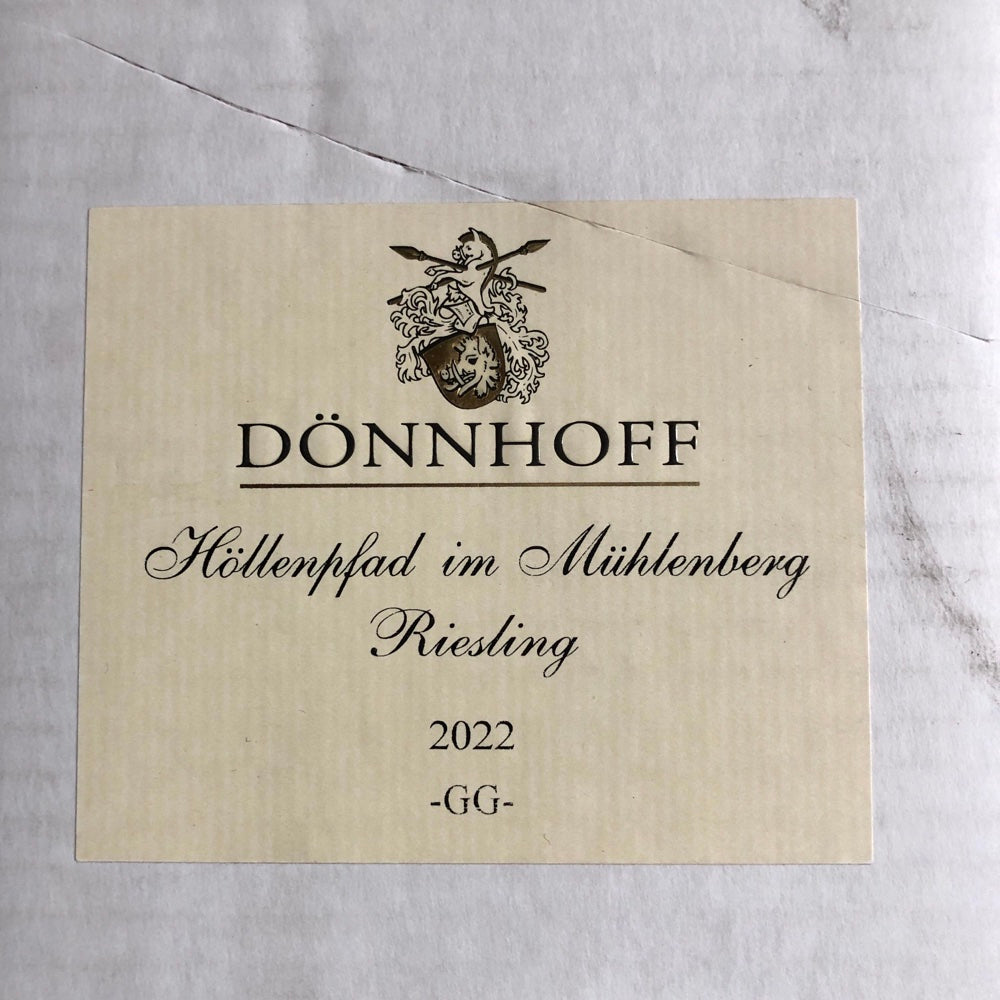 DÖNNHOFF
Höllenpfad im Mühlenberg
Riesling
2022
-GG-